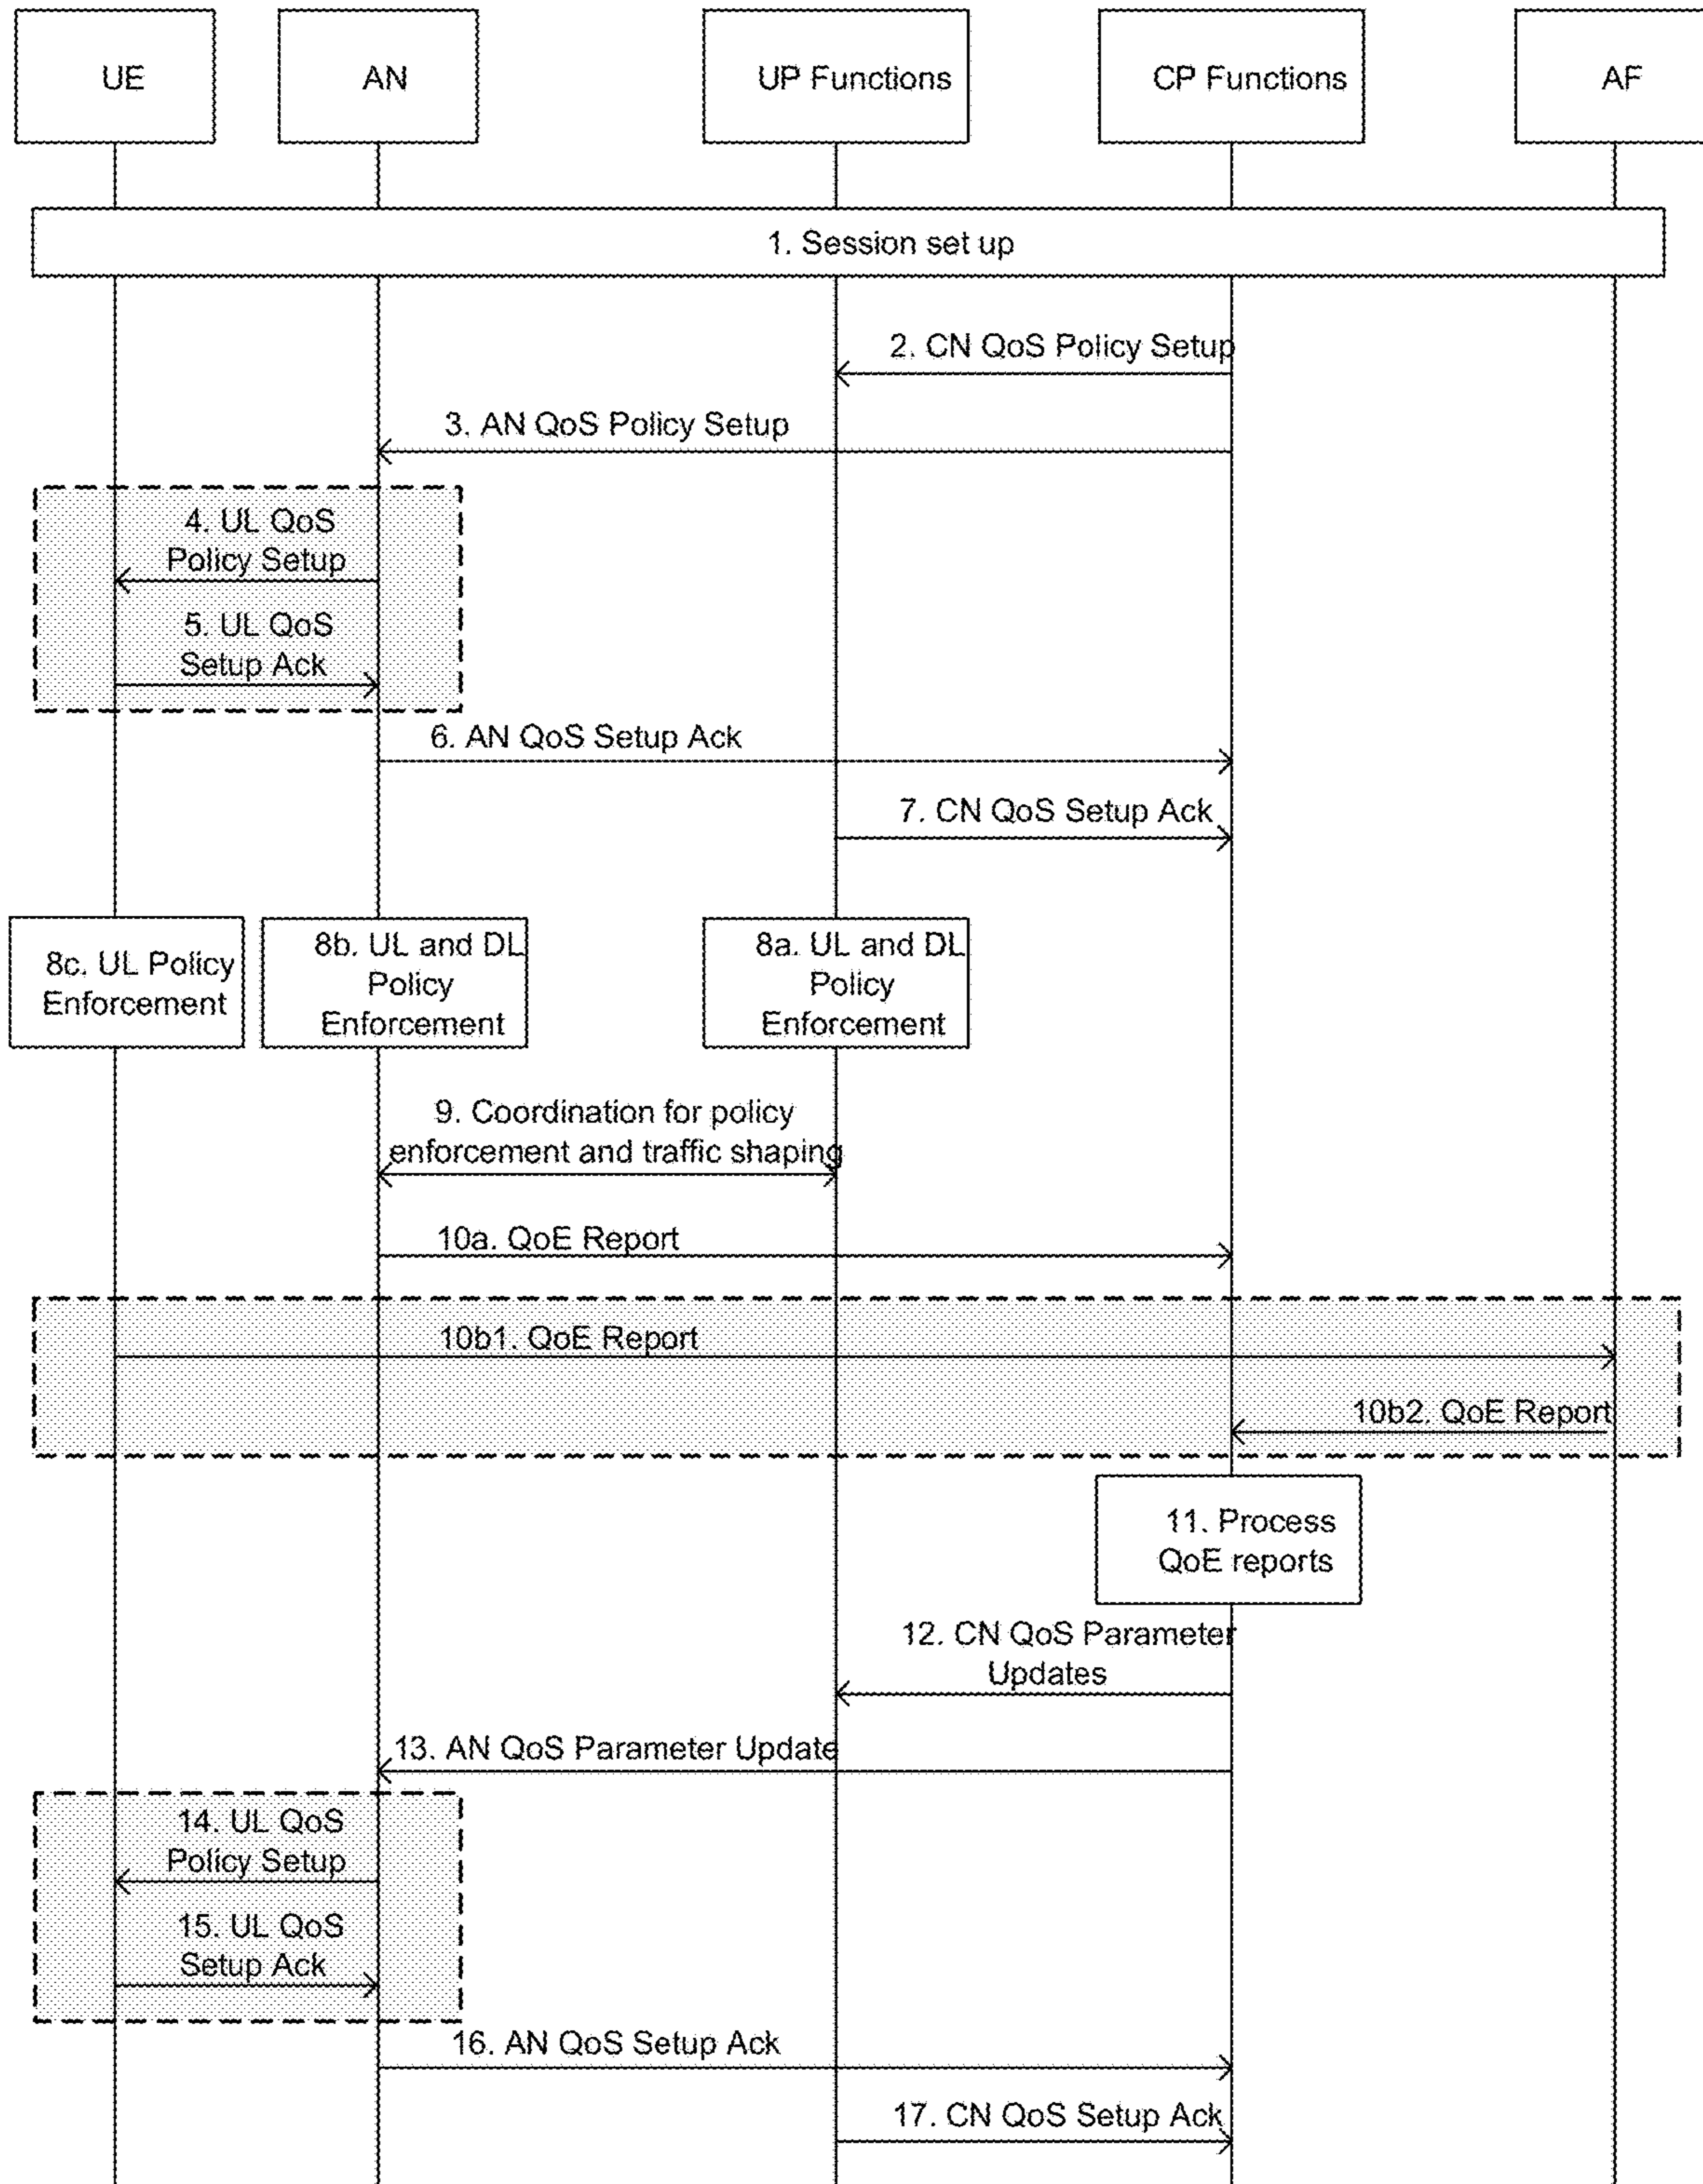 UE
AN
UP Functions
CP Functions
AF
1. Session set up
2. CN QoS Policy Setup
3. AN QoS Policy Setup
4. UL QoS
Policy Setup
5. UL QoS
Setup Ack
6. AN QoS Setup Ack
7. CN QoS Setup Ack
8c. UL Policy
Enforcement
8b. UL and DL
Policy
Enforcement
8a. UL and DL
Policy
Enforcement
9. Coordination for policy
enforcement and traffic shaping
10a. QoE Report
10b1. QoE Report
10b2. QoE Report
11. Process
QoE reports
12. CN QoS Parameter
Updates
13. AN QoS Parameter Update
14. UL QoS
Policy Setup
15. UL QoS
Setup Ack
16. AN QoS Setup Ack
17. CN QoS Setup Ack